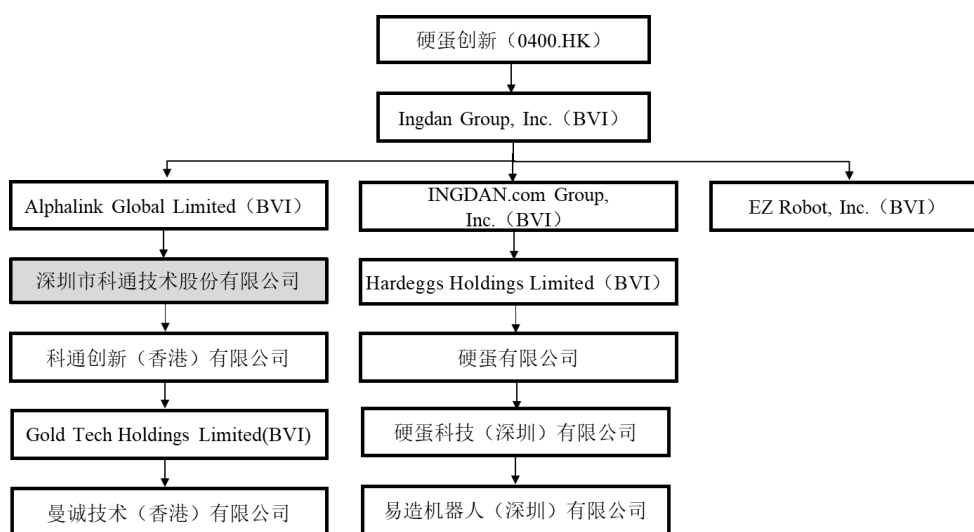 硬蛋创新（0400.HK）
Ingdan Group, Inc.（BVI）
Alphalink Global Limited（BVI）
INGDAN.com Group,
Inc.（BVI）
EZ Robot, Inc.（BVI）
深圳市科通技术股份有限公司
Hardeggs Holdings Limited（BVI）
科通创新（香港）有限公司
硬蛋有限公司
Gold Tech Holdings Limited(BVI)
硬蛋科技（深圳）有限公司
曼诚技术（香港）有限公司
易造机器人（深圳）有限公司